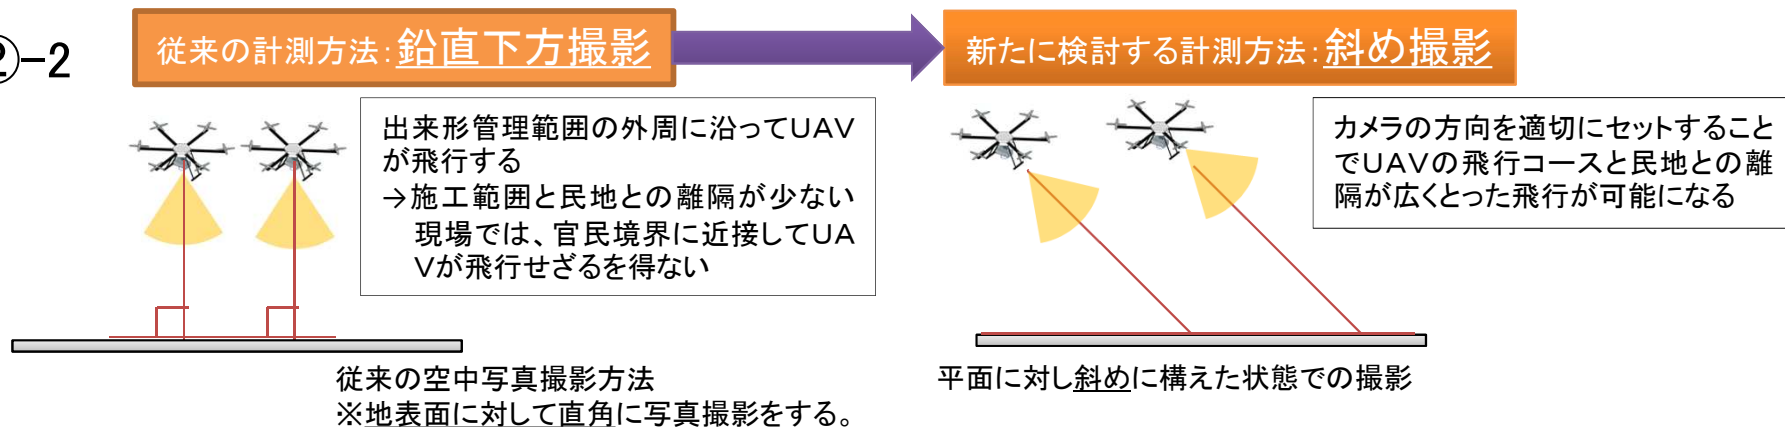 ②-2
従来の計測方法：鉛直下方撮影
新たに検討する計測方法：斜め撮影
出来形管理範囲の外周に沿ってUAV
が飛行する
→施工範囲と民地との離隔が少ない
現場では、官民境界に近接してUA
Vが飛行せざるを得ない
カメラの方向を適切にセットすること
でUAVの飛行コースと民地との離
隔が広くとった飛行が可能になる
従来の空中写真撮影方法
※地表面に対して直角に写真撮影をする。
平面に対し斜めに構えた状態での撮影